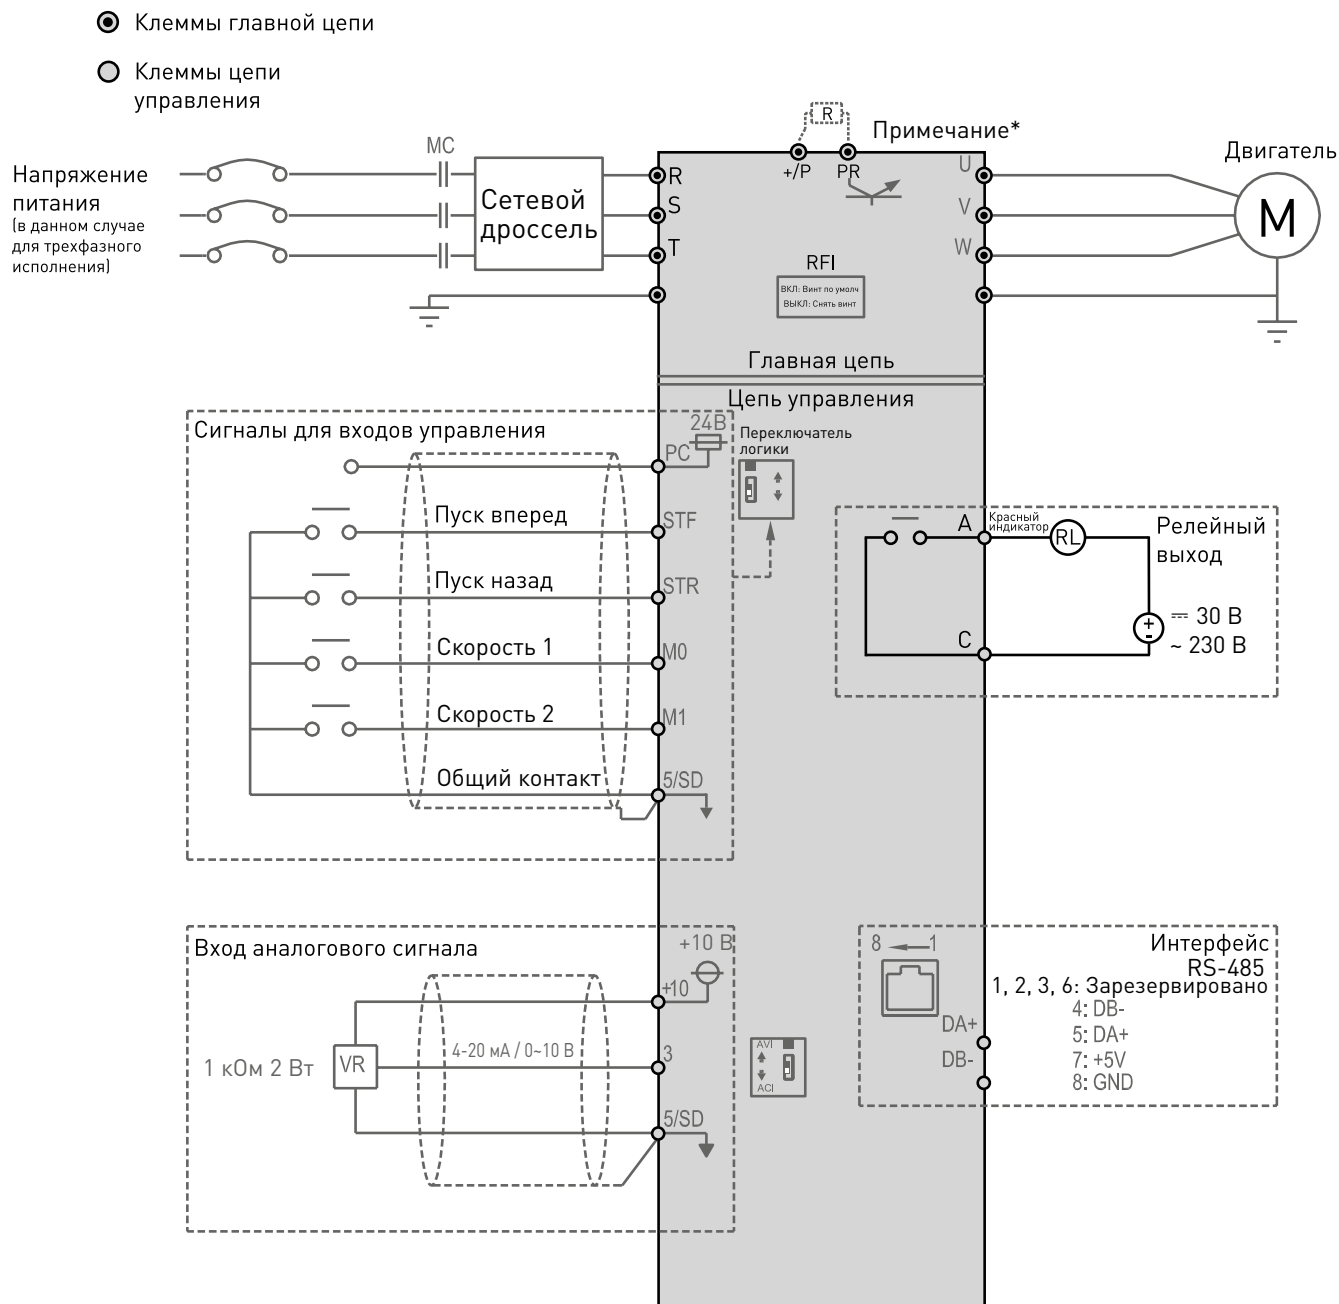 Клеммы главной цепи
Клеммы цепи
управления
R
Примечание*
МС
+/P
PR
U
Двигатель
Напряжение
питания
(в данном случае
для трехфазного
исполнения)
Сетевой
дроссель
R
S
T
V
W
M
RFI
ВКЛ: Винт по умолч
ВЫКЛ: Снять винт
Главная цепь
Цепь управления
Сигналы для входов управления
24В
PC
Переключатель
логики
Пуск вперед
STF
Пуск назад
STR
Скорость 1
M0
Скорость 2
M1
Общий контакт
5/SD
A
Красный
индикатор
RL
Релейный
выход
C
+
-
⎓ 30 В
~ 230 В
Вход аналогового сигнала
+10 В
+10
1 кОм 2 Вт
VR
4-20 мА / 0~10 В
3
5/SD
AVI
ACI
8
1
Интерфейс
RS-485
1, 2, 3, 6: Зарезервировано
4: DB-
5: DA+
7: +5V
8: GND
DA+
DB-